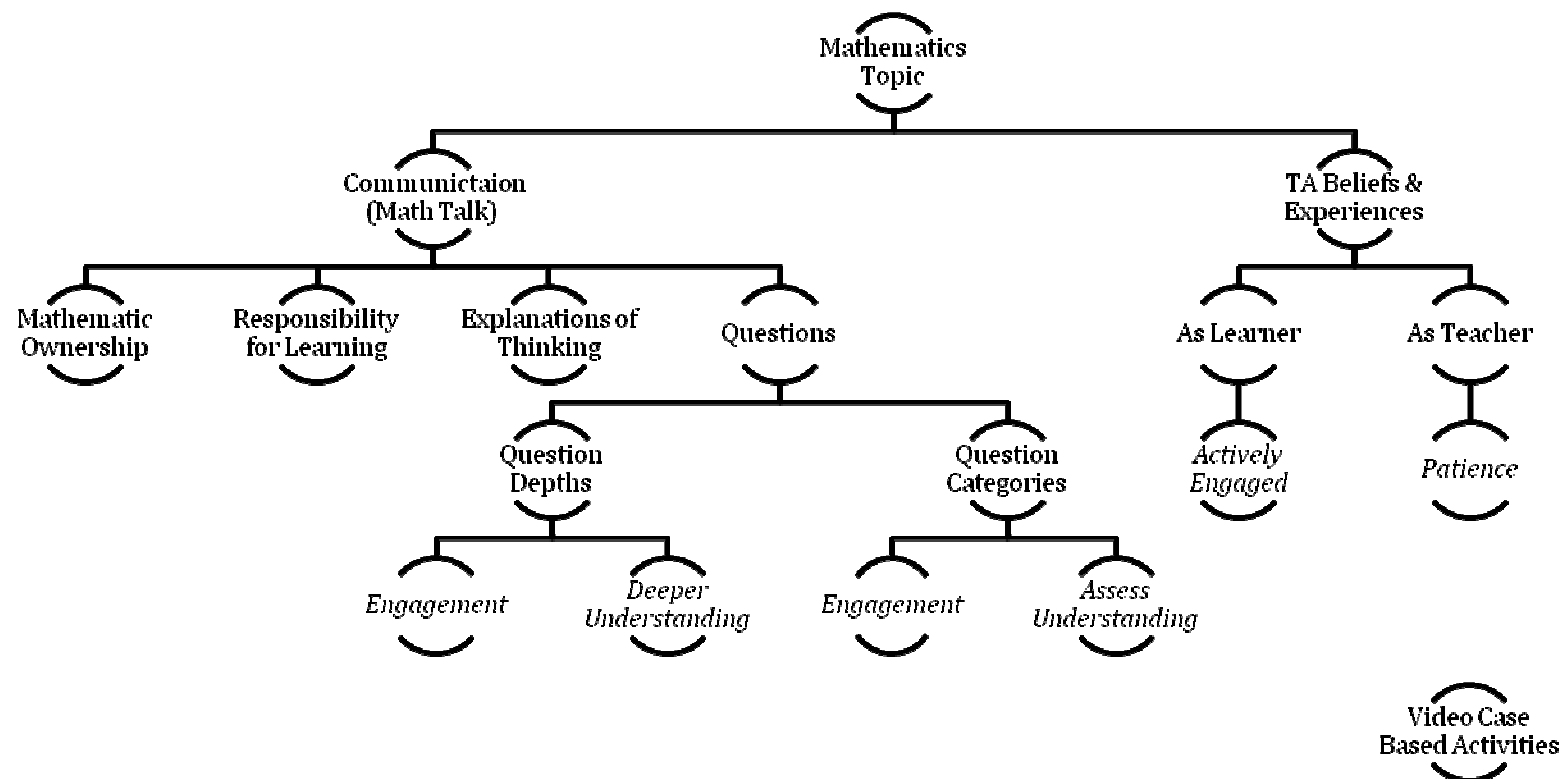 Mathematics
Topic
Communictaion
(Math Talk)
TA Beliefs &
Experiences
Mathematic
Ownership
Responsibility
for Learning
Explanations of
Thinking
Questions
As Learner
As Teacher
Question
Depths
Question
Categories
Actively
Engaged
Patience
Engagement
Deeper
Understanding
Engagement
Assess
Understanding
Video Case
Based Activities